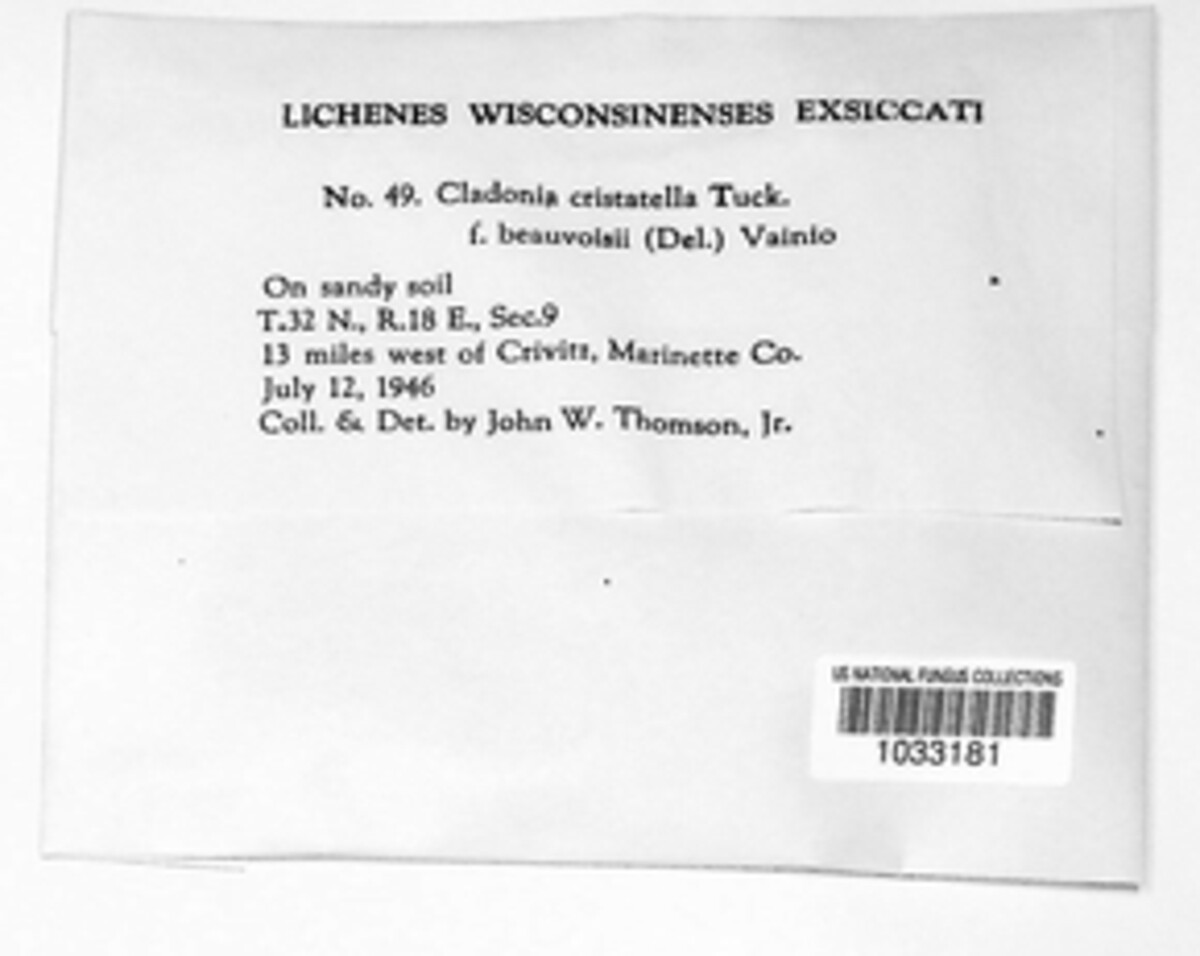 LICHENES WISCONSINENSES EXSICCATI
No. 49. Cladonia cristatella Tuck.
f. beauvoisii (Del.) Vainio
On sandy soil
T.32 N., R.18 E., Sec.9
13 miles west of Crivitz, Marinette Co.
July 12, 1946
Coll. & Det. by John W. Thomson, Jr.
US NATIONAL FUNGUS COLLECTIONS
1033181